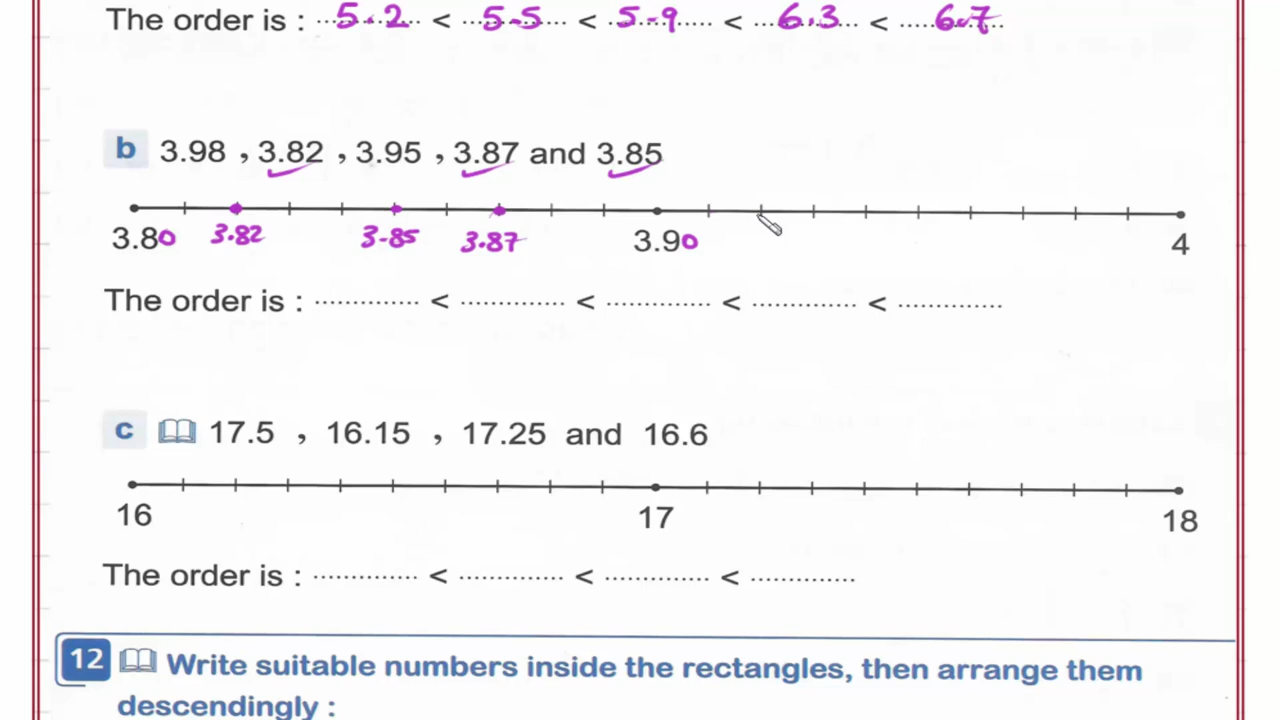 The order is : 5.2 < 5.5 < 5.9 < 6.3 < 6.7
b 3.98 , 3.82 , 3.95 , 3.87 and 3.85
3.80 3.82 3.85 3.87 3.90 4
The order is : ............... < ............... < ............... < ............... < ...............
c 17.5 , 16.15 , 17.25 and 16.6
16 17 18
The order is : ............... < ............... < ............... < ...............
12 Write suitable numbers inside the rectangles, then arrange them
descendingly :